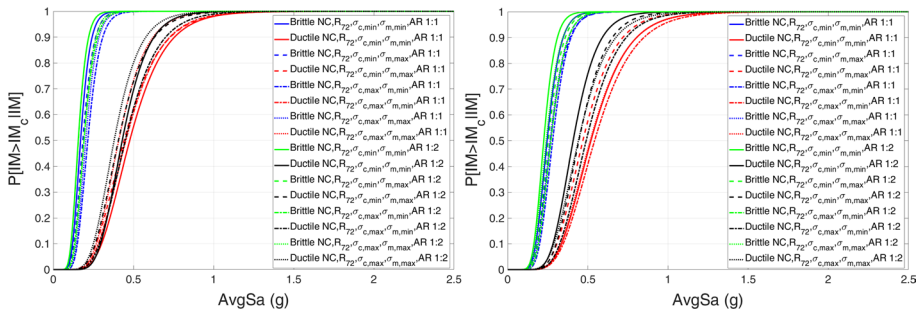 P[IM>IM_c|IM]
1
0.9
0.8
0.7
0.6
0.5
0.4
0.3
0.2
0.1
0
0
0.5
1
1.5
2
2.5
AvgSa (g)
Brittle NC,R72,σc,min,σm,min,AR 1:1
Ductile NC,R72,σc,min,σm,min,AR 1:1
Brittle NC,R72,σc,min,σm,max,AR 1:1
Ductile NC,R72,σc,min,σm,max,AR 1:1
Brittle NC,R72,σc,max,σm,min,AR 1:1
Ductile NC,R72,σc,max,σm,min,AR 1:1
Brittle NC,R72,σc,max,σm,max,AR 1:1
Ductile NC,R72,σc,max,σm,max,AR 1:1
Brittle NC,R72,σc,min,σm,min,AR 1:2
Ductile NC,R72,σc,min,σm,min,AR 1:2
Brittle NC,R72,σc,min,σm,max,AR 1:2
Ductile NC,R72,σc,min,σm,max,AR 1:2
Brittle NC,R72,σc,max,σm,min,AR 1:2
Ductile NC,R72,σc,max,σm,min,AR 1:2
Brittle NC,R72,σc,max,σm,max,AR 1:2
Ductile NC,R72,σc,max,σm,max,AR 1:2
P[IM>IM_c|IM]
1
0.9
0.8
0.7
0.6
0.5
0.4
0.3
0.2
0.1
0
0
0.5
1
1.5
2
2.5
AvgSa (g)
Brittle NC,R72,σc,min,σm,min,AR 1:1
Ductile NC,R72,σc,min,σm,min,AR 1:1
Brittle NC,R72,σc,min,σm,max,AR 1:1
Ductile NC,R72,σc,min,σm,max,AR 1:1
Brittle NC,R72,σc,max,σm,min,AR 1:1
Ductile NC,R72,σc,max,σm,min,AR 1:1
Brittle NC,R72,σc,max,σm,max,AR 1:1
Ductile NC,R72,σc,max,σm,max,AR 1:1
Brittle NC,R72,σc,min,σm,min,AR 1:2
Ductile NC,R72,σc,min,σm,min,AR 1:2
Brittle NC,R72,σc,min,σm,max,AR 1:2
Ductile NC,R72,σc,min,σm,max,AR 1:2
Brittle NC,R72,σc,max,σm,min,AR 1:2
Ductile NC,R72,σc,max,σm,min,AR 1:2
Brittle NC,R72,σc,max,σm,max,AR 1:2
Ductile NC,R72,σc,max,σm,max,AR 1:2